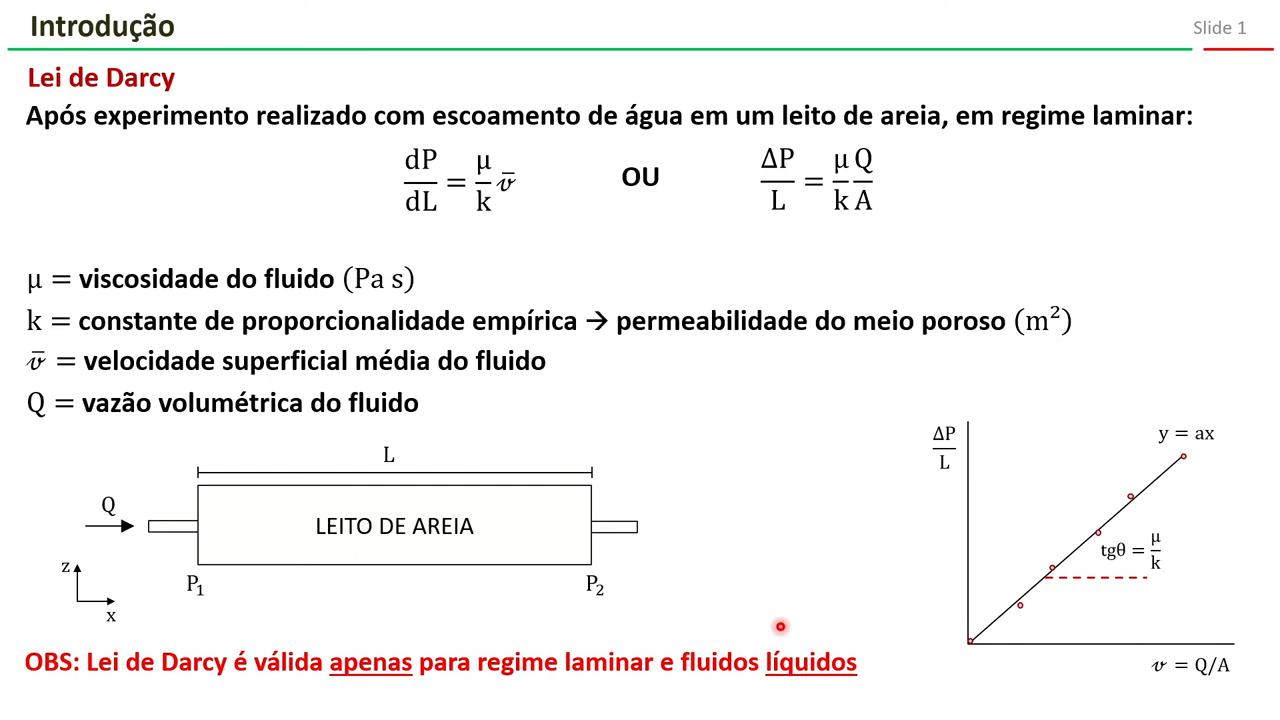 Introdução
Slide 1
Lei de Darcy
Após experimento realizado com escoamento de água em um leito de areia, em regime laminar:
dP/dL = μ/k v̄ OU ΔP/L = μ/k Q/A
μ = viscosidade do fluido (Pa s)
k = constante de proporcionalidade empírica → permeabilidade do meio poroso (m²)
v̄ = velocidade superficial média do fluido
Q = vazão volumétrica do fluido
L
Q
LEITO DE AREIA
P₁
P₂
z
x
ΔP/L
y = ax
tgθ = μ/k
v = Q/A
OBS: Lei de Darcy é válida apenas para regime laminar e fluidos líquidos